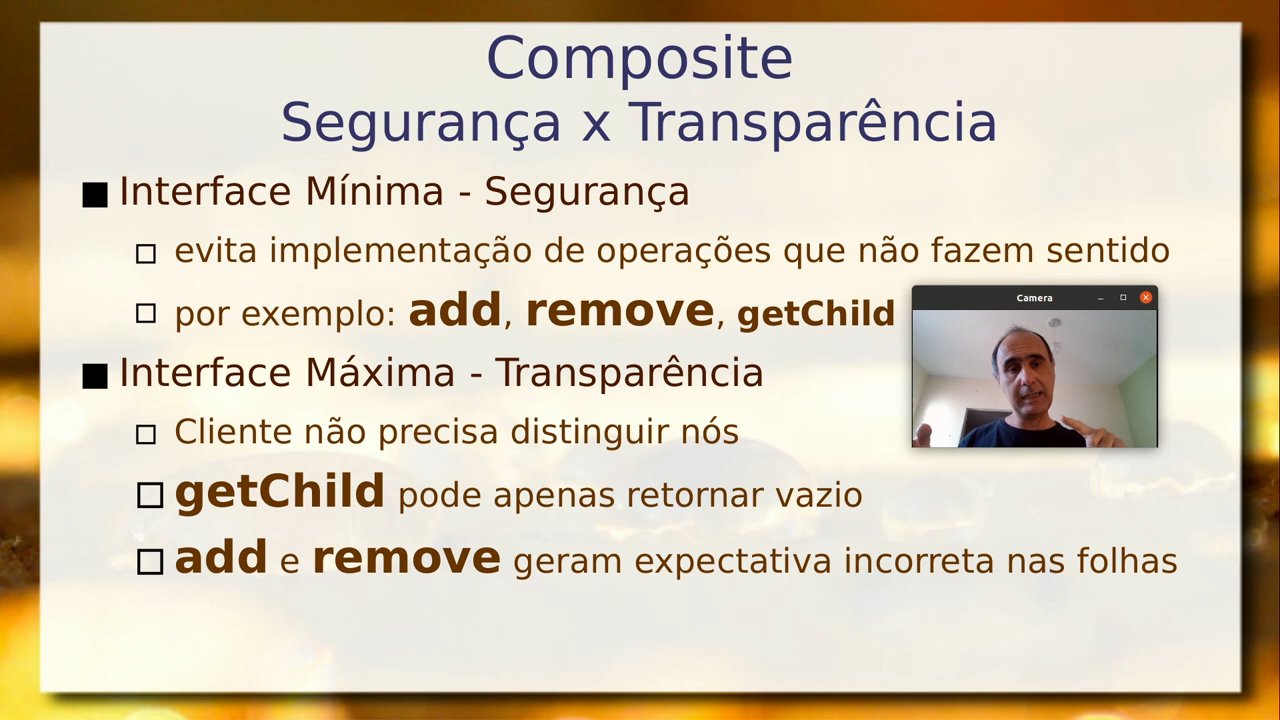 Composite
Segurança x Transparência
Interface Mínima - Segurança
evita implementação de operações que não fazem sentido
por exemplo: add, remove, getChild
Camera
Interface Máxima - Transparência
Cliente não precisa distinguir nós
getChild pode apenas retornar vazio
add e remove geram expectativa incorreta nas folhas